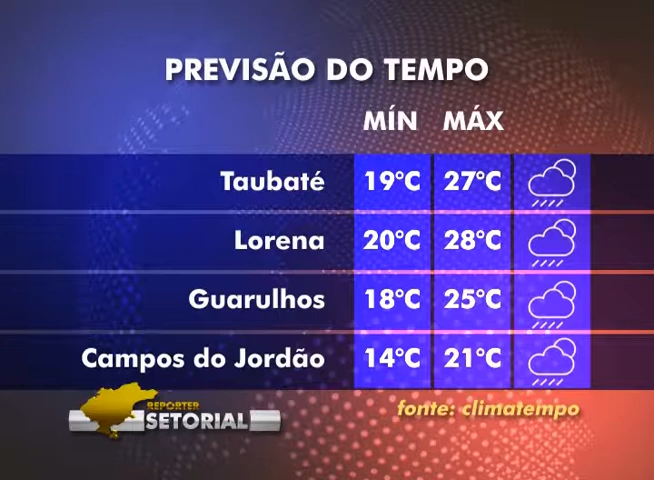 PREVISÃO DO TEMPO
MÍN MÁX
Taubaté 19°C 27°C
Lorena 20°C 28°C
Guarulhos 18°C 25°C
Campos do Jordão 14°C 21°C
REPÓRTER
SETORIAL
fonte: climatempo